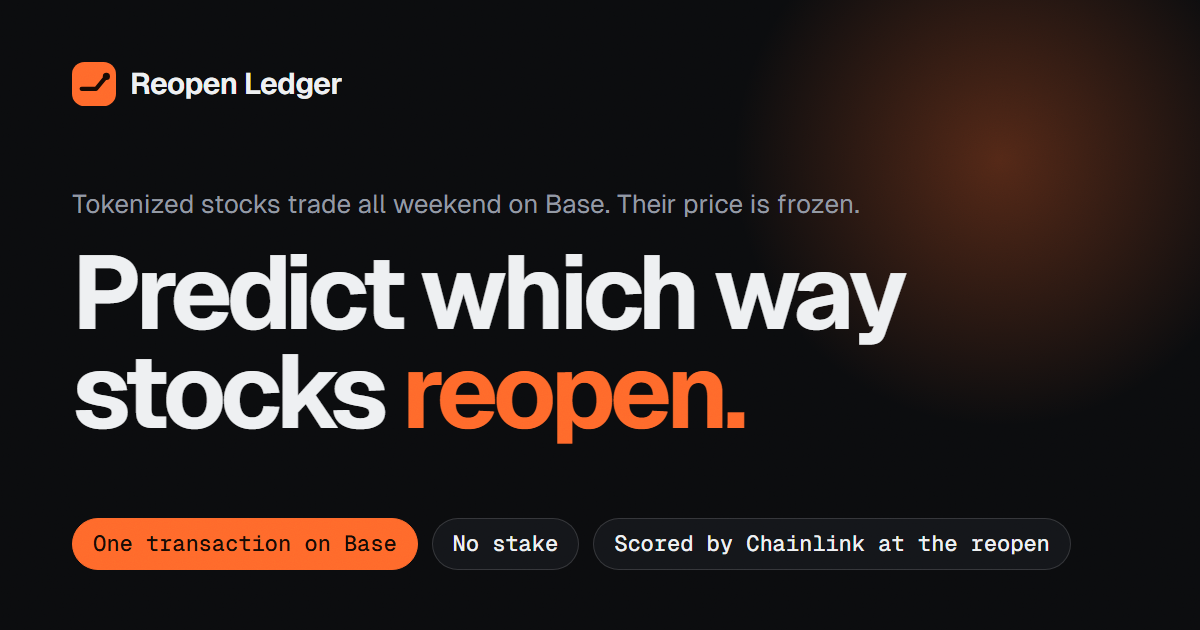 Reopen Ledger
Tokenized stocks trade all weekend on Base. Their price is frozen.
Predict which way
stocks reopen.
One transaction on Base
No stake
Scored by Chainlink at the reopen